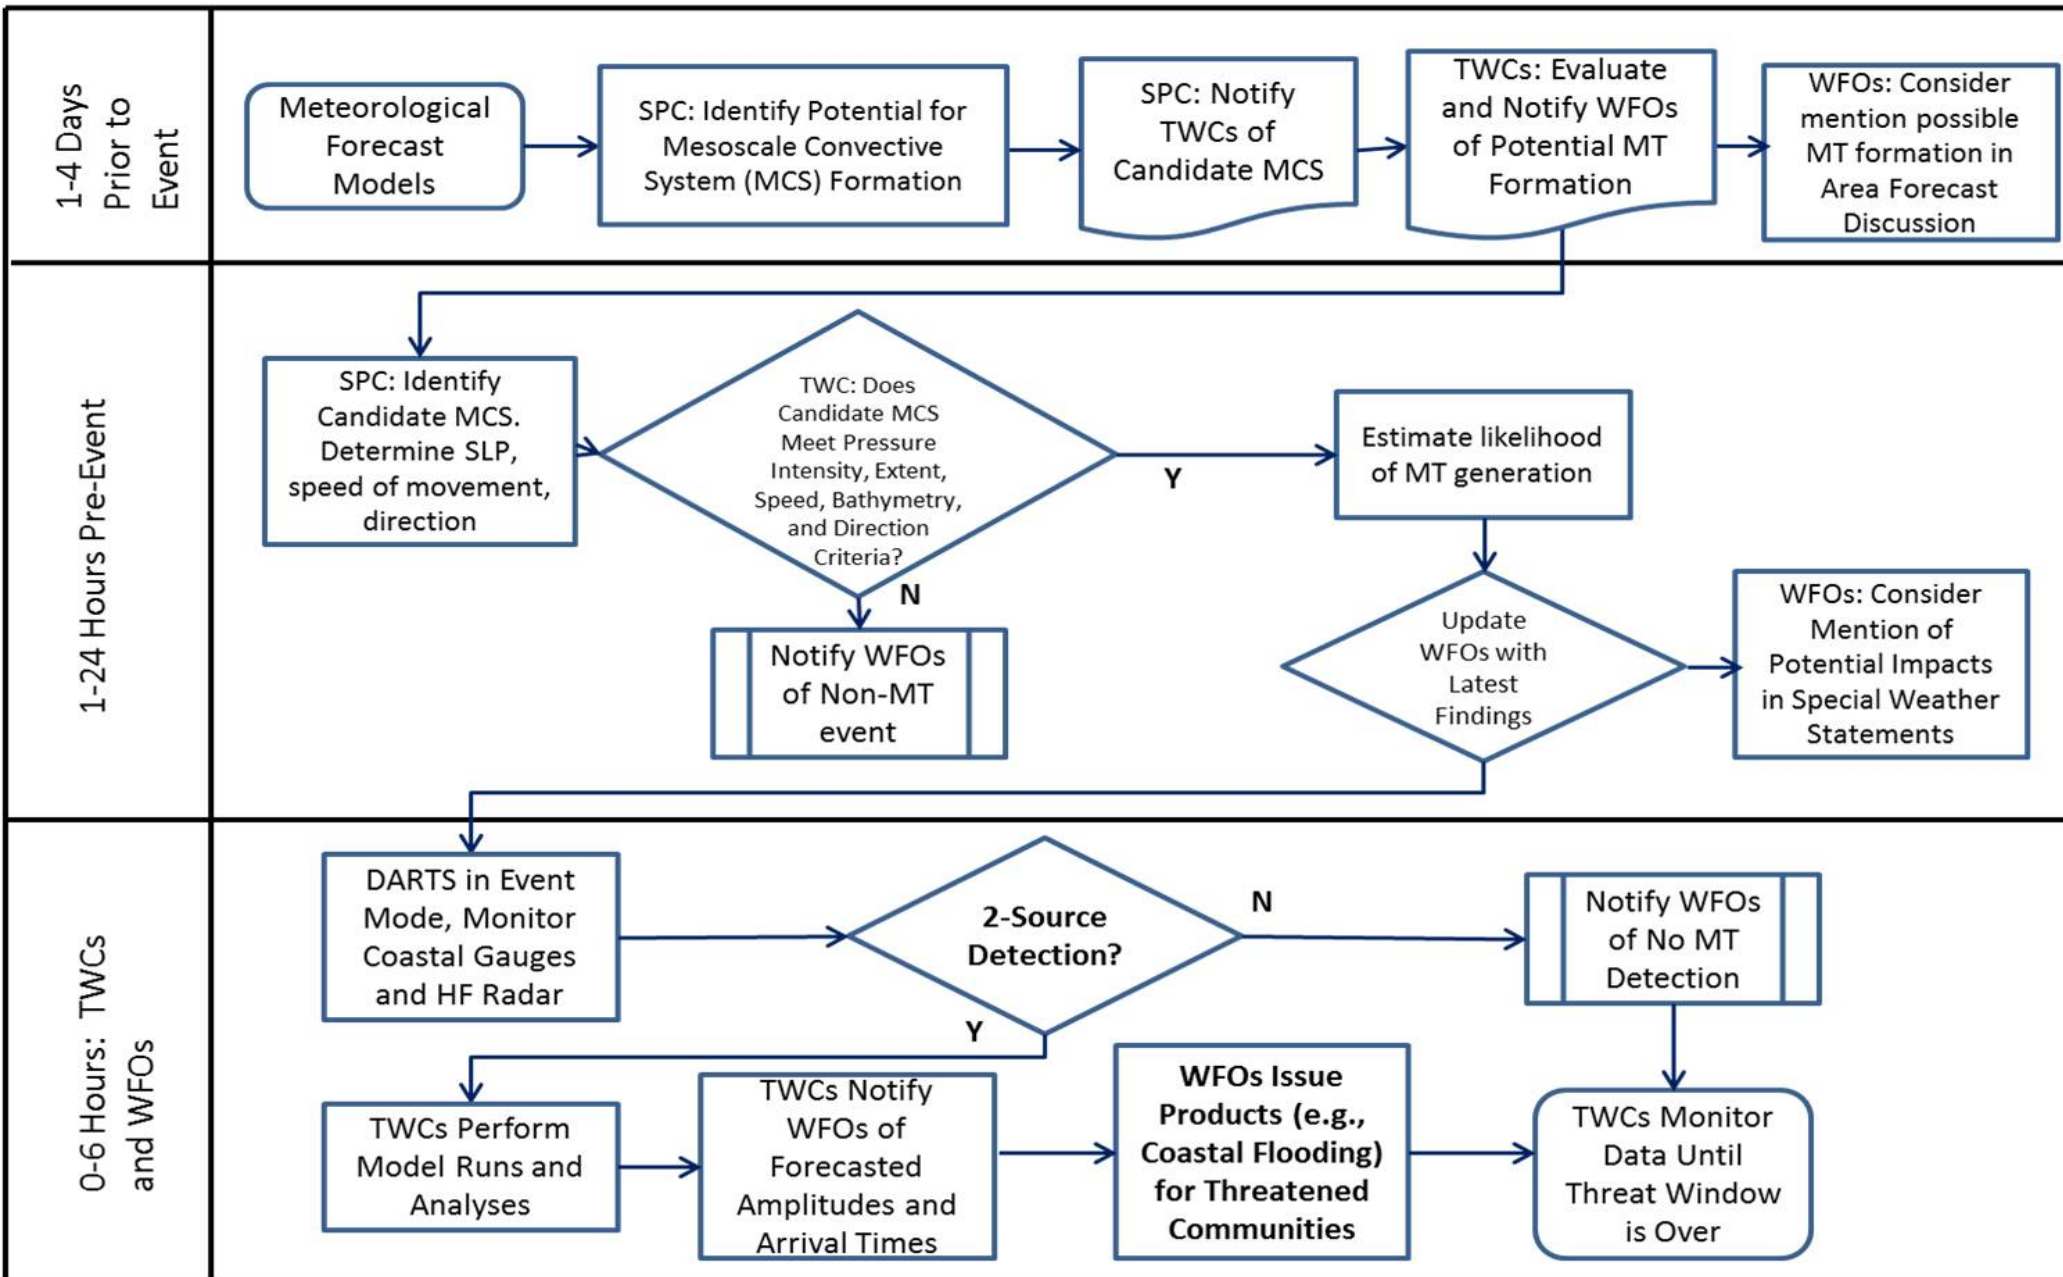 1-4 Days
Prior to
Event
Meteorological
Forecast
Models
SPC: Identify Potential for
Mesoscale Convective
System (MCS) Formation
SPC: Notify
TWCs of
Candidate MCS
TWCs: Evaluate
and Notify WFOs
of Potential MT
Formation
WFOs: Consider
mention possible
MT formation in
Area Forecast
Discussion
1-24 Hours Pre-Event
SPC: Identify
Candidate MCS.
Determine SLP,
speed of movement,
direction
TWC: Does
Candidate MCS
Meet Pressure
Intensity, Extent,
Speed, Bathymetry,
and Direction
Criteria?
Y
N
Estimate likelihood
of MT generation
Notify WFOs
of Non-MT
event
Update
WFOs with
Latest
Findings
WFOs: Consider
Mention of
Potential Impacts
in Special Weather
Statements
0-6 Hours: TWCs
and WFOs
DARTS in Event
Mode, Monitor
Coastal Gauges
and HF Radar
2-Source
Detection?
N
Y
Notify WFOs
of No MT
Detection
TWCs Perform
Model Runs and
Analyses
TWCs Notify
WFOs of
Forecasted
Amplitudes and
Arrival Times
WFOs Issue
Products (e.g.,
Coastal Flooding)
for Threatened
Communities
TWCs Monitor
Data Until
Threat Window
is Over